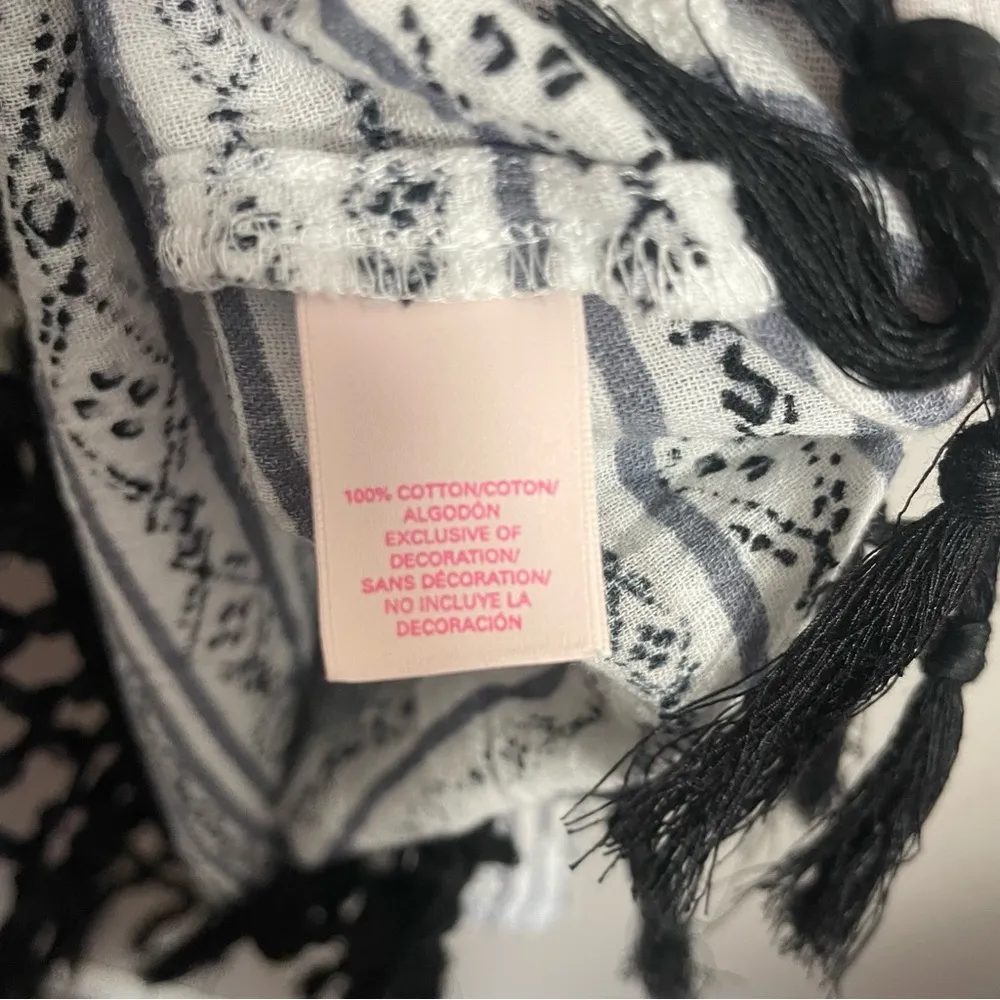 100% COTTON/COTON/
ALGODÓN
EXCLUSIVE OF
DECORATION/
SANS DÉCORATION/
NO INCLUYE LA
DECORACIÓN